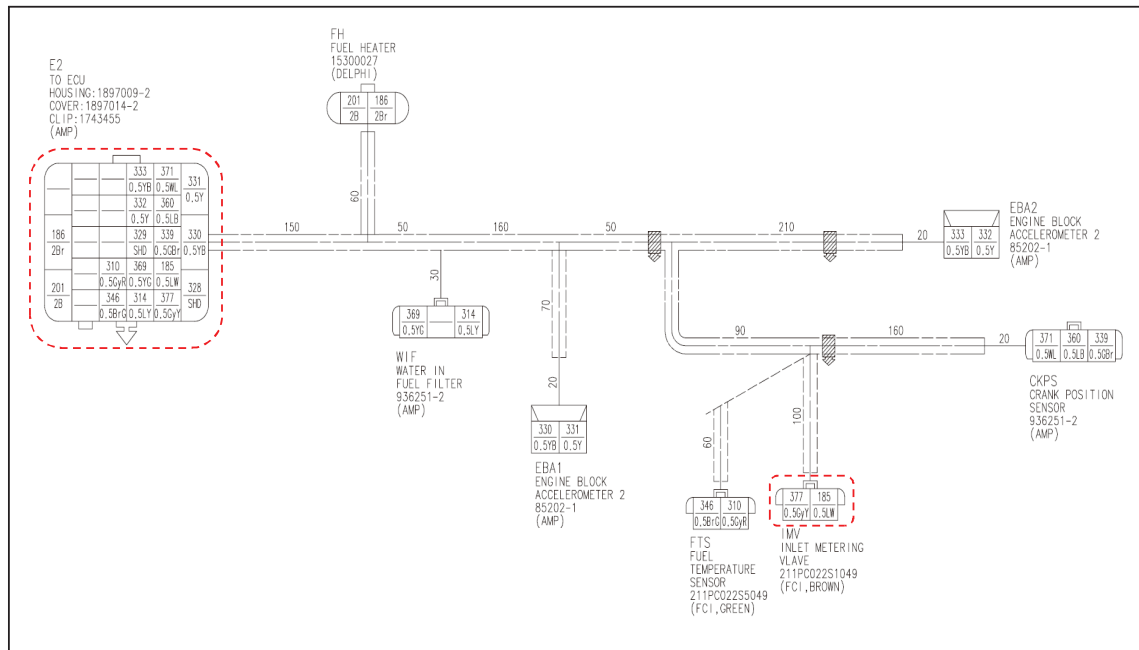 FH
FUEL HEATER
15300027
(DELPHI)
201 186
2B 2Br
E2
TO ECU
HOUSING:1897009-2
COVER:1897014-2
CLIP:1743455
(AMP)
333 371
0.5YB 0.5WL
331
0.5Y
332 360
0.5Y 0.5LB
186
2Br
329 339
SHD 0.5GBr
330
0.5YB
310 369 185
0.5GyR 0.5YG 0.5LW
201
2B
346 314 377
0.5BrG 0.5LY 0.5GyY
328
SHD
60
150 50 160 50 210 20
333 332
0.5YB 0.5Y
EBA2
ENGINE BLOCK
ACCELEROMETER 2
85202-1
(AMP)
30
369 314
0.5YG 0.5LY
WIF
WATER IN
FUEL FILTER
936251-2
(AMP)
70
20
330 331
0.5YB 0.5Y
EBA1
ENGINE BLOCK
ACCELEROMETER 2
85202-1
(AMP)
90 160 20
371 360 339
0.5WL 0.5LB 0.5GBr
CKPS
CRANK POSITION
SENSOR
936251-2
(AMP)
60
346 310
0.5BrG 0.5GyR
FTS
FUEL
TEMPERATURE
SENSOR
211PC022S5049
(FCI,GREEN)
100
377 185
0.5GyY 0.5LW
IMV
INLET METERING
VLAVE
211PC022S1049
(FCI,BROWN)